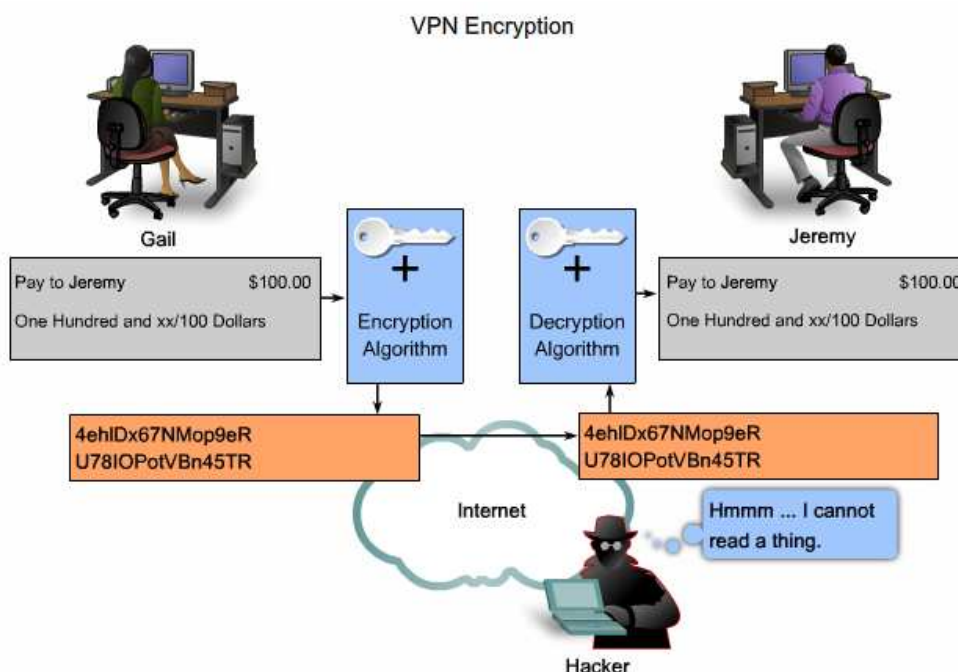 VPN Encryption
Gail
Jeremy
Pay to Jeremy $100.00
One Hundred and xx/100 Dollars
+
Encryption
Algorithm
+
Decryption
Algorithm
Pay to Jeremy $100.00
One Hundred and xx/100 Dollars
4ehIDx67NMop9eR
U78IOPotVBn45TR
4ehIDx67NMop9eR
U78IOPotVBn45TR
Internet
Hmmm ... I cannot
read a thing.
Hacker